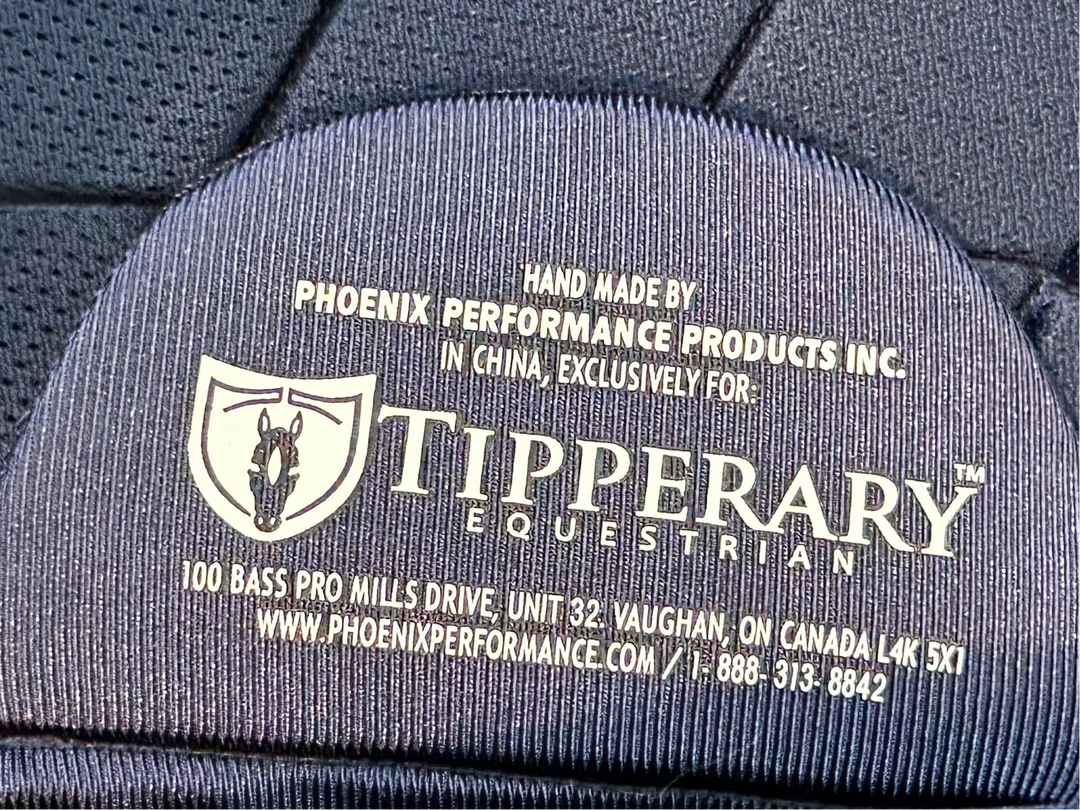 HAND MADE BY
PHOENIX PERFORMANCE PRODUCTS INC.
IN CHINA, EXCLUSIVELY FOR:
TIPPERARY™
EQUESTRIAN
100 BASS PRO MILLS DRIVE, UNIT 32. VAUGHAN, ON CANADA L4K 5X1
WWW.PHOENIXPERFORMANCE.COM / 1-888-313-8842